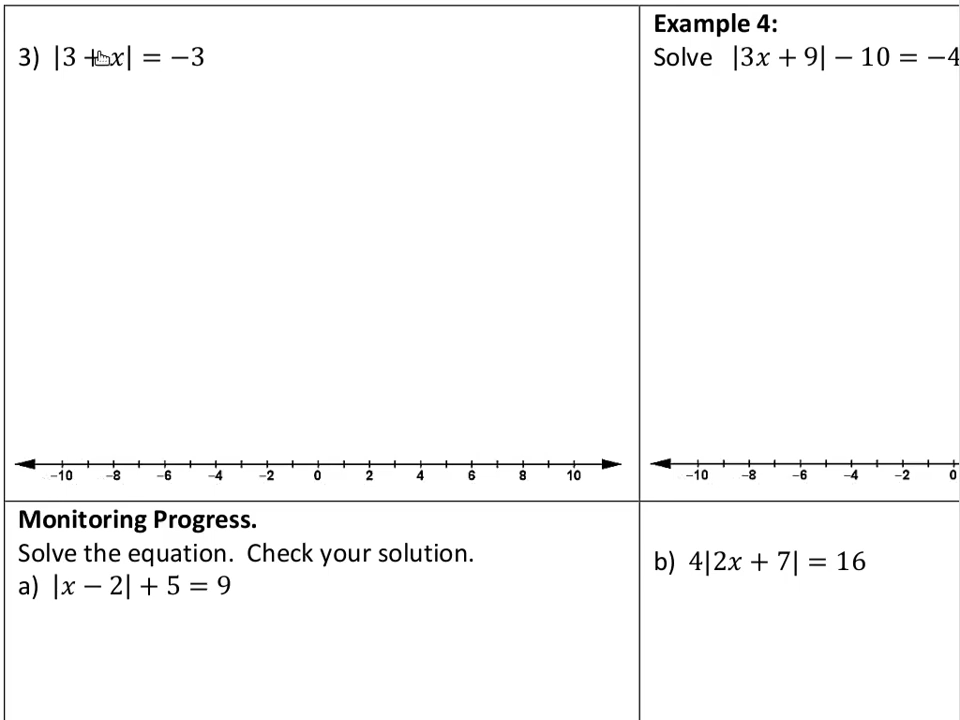 3) |3 + x| = −3
−10 −8 −6 −4 −2 0 2 4 6 8 10
Example 4:
Solve |3x + 9| − 10 = −4
−10 −8 −6 −4 −2 0
Monitoring Progress.
Solve the equation. Check your solution.
a) |x − 2| + 5 = 9
b) 4|2x + 7| = 16